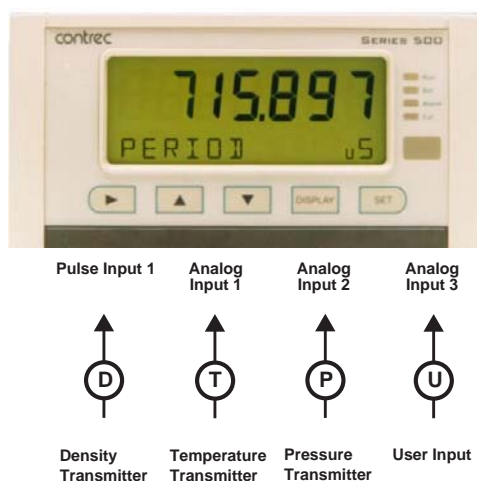 contrec
SERIES 500
715.897
PERIOD uS
Run
Set
Alarm
Cal
DISPLAY
SET
Pulse Input 1
Analog
Input 1
Analog
Input 2
Analog
Input 3
D
T
P
U
Density
Transmitter
Temperature
Transmitter
Pressure
Transmitter
User Input